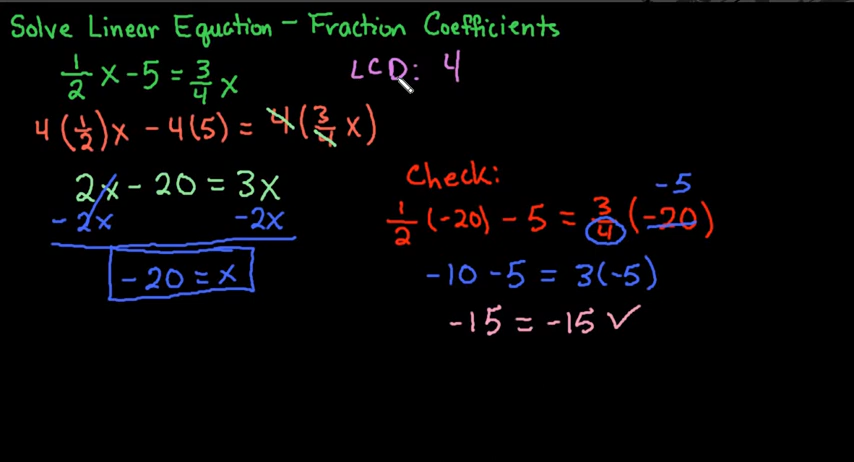 Solve Linear Equation - Fraction Coefficients
1/2 x - 5 = 3/4 x
LCD: 4
4(1/2)x - 4(5) = 4(3/4 x)
2x - 20 = 3x
-2x -2x
-20 = x
Check:
-5
1/2 (-20) - 5 = 3/4 (-20)
-10 - 5 = 3(-5)
-15 = -15 ✓